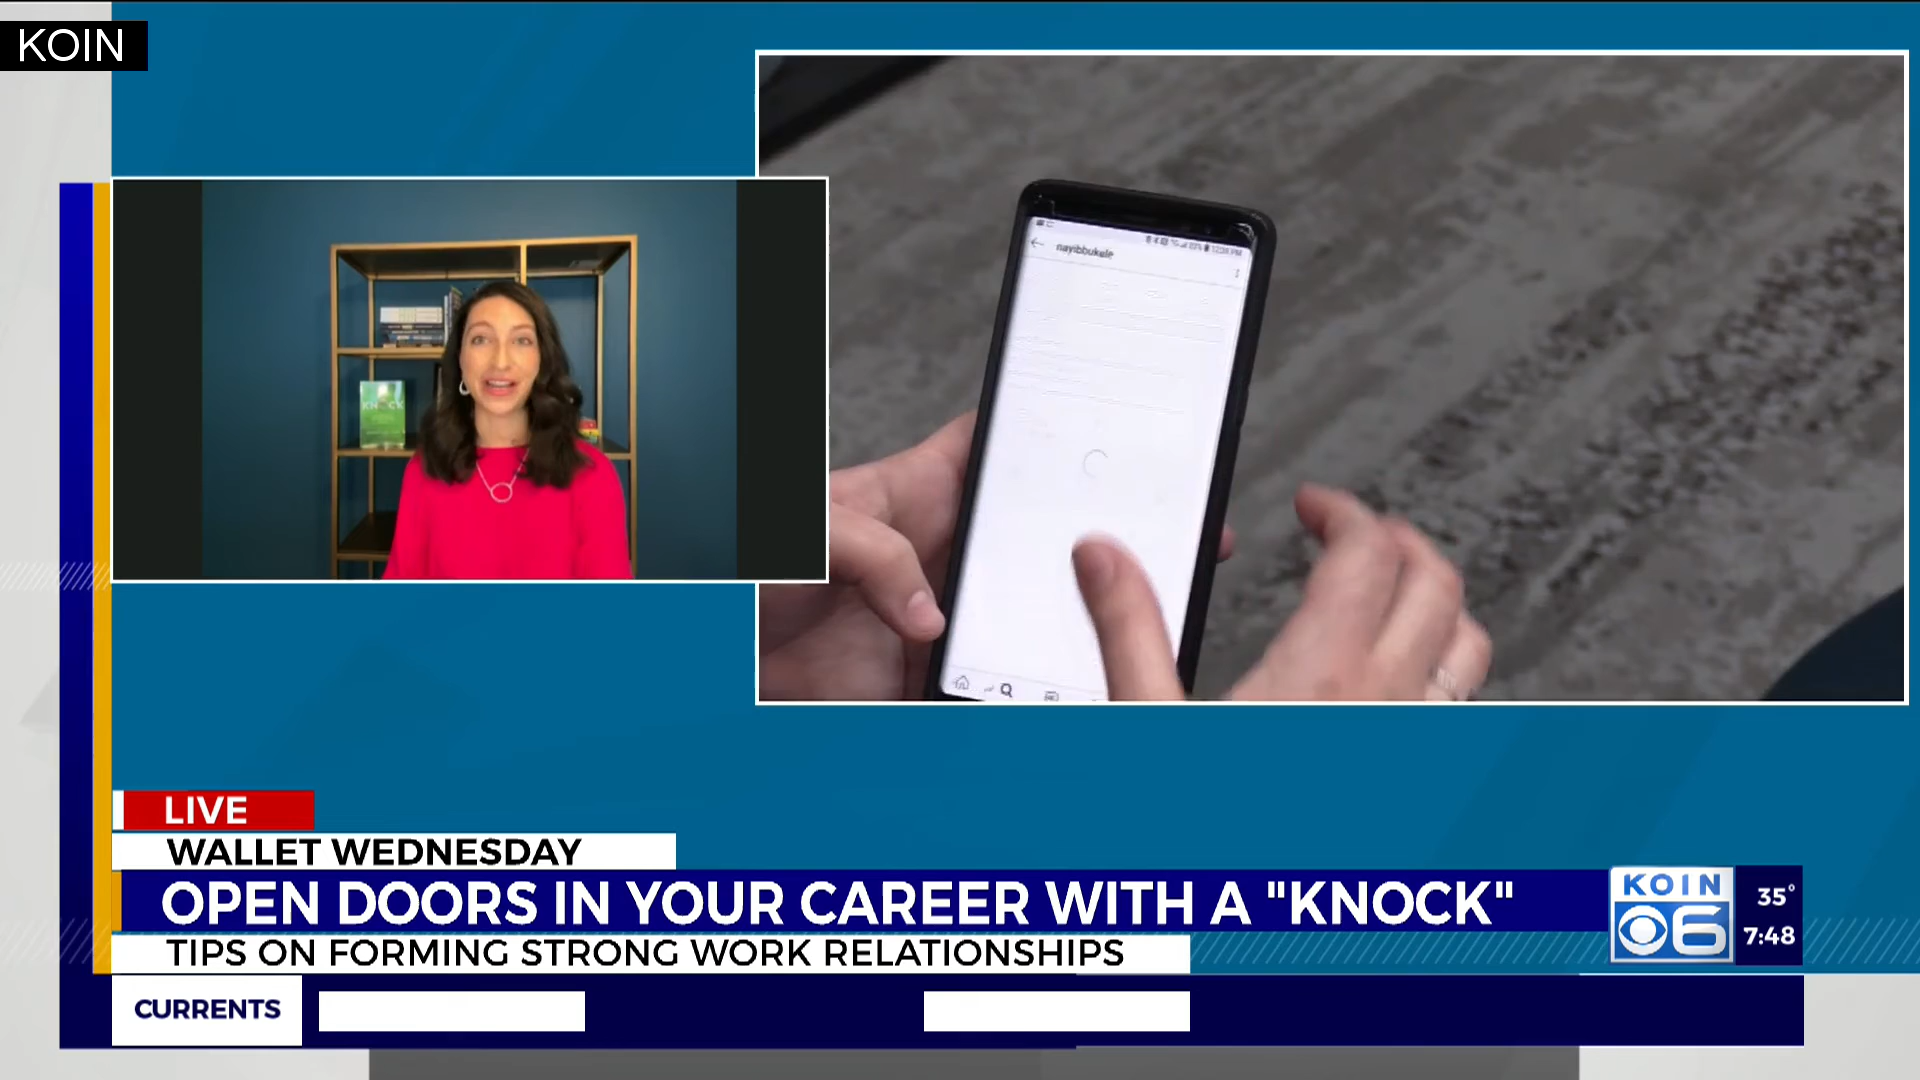 KOIN
nayibbukele
KNOCK
LIVE
WALLET WEDNESDAY
OPEN DOORS IN YOUR CAREER WITH A "KNOCK"
TIPS ON FORMING STRONG WORK RELATIONSHIPS
KOIN
6
35°
7:48
CURRENTS